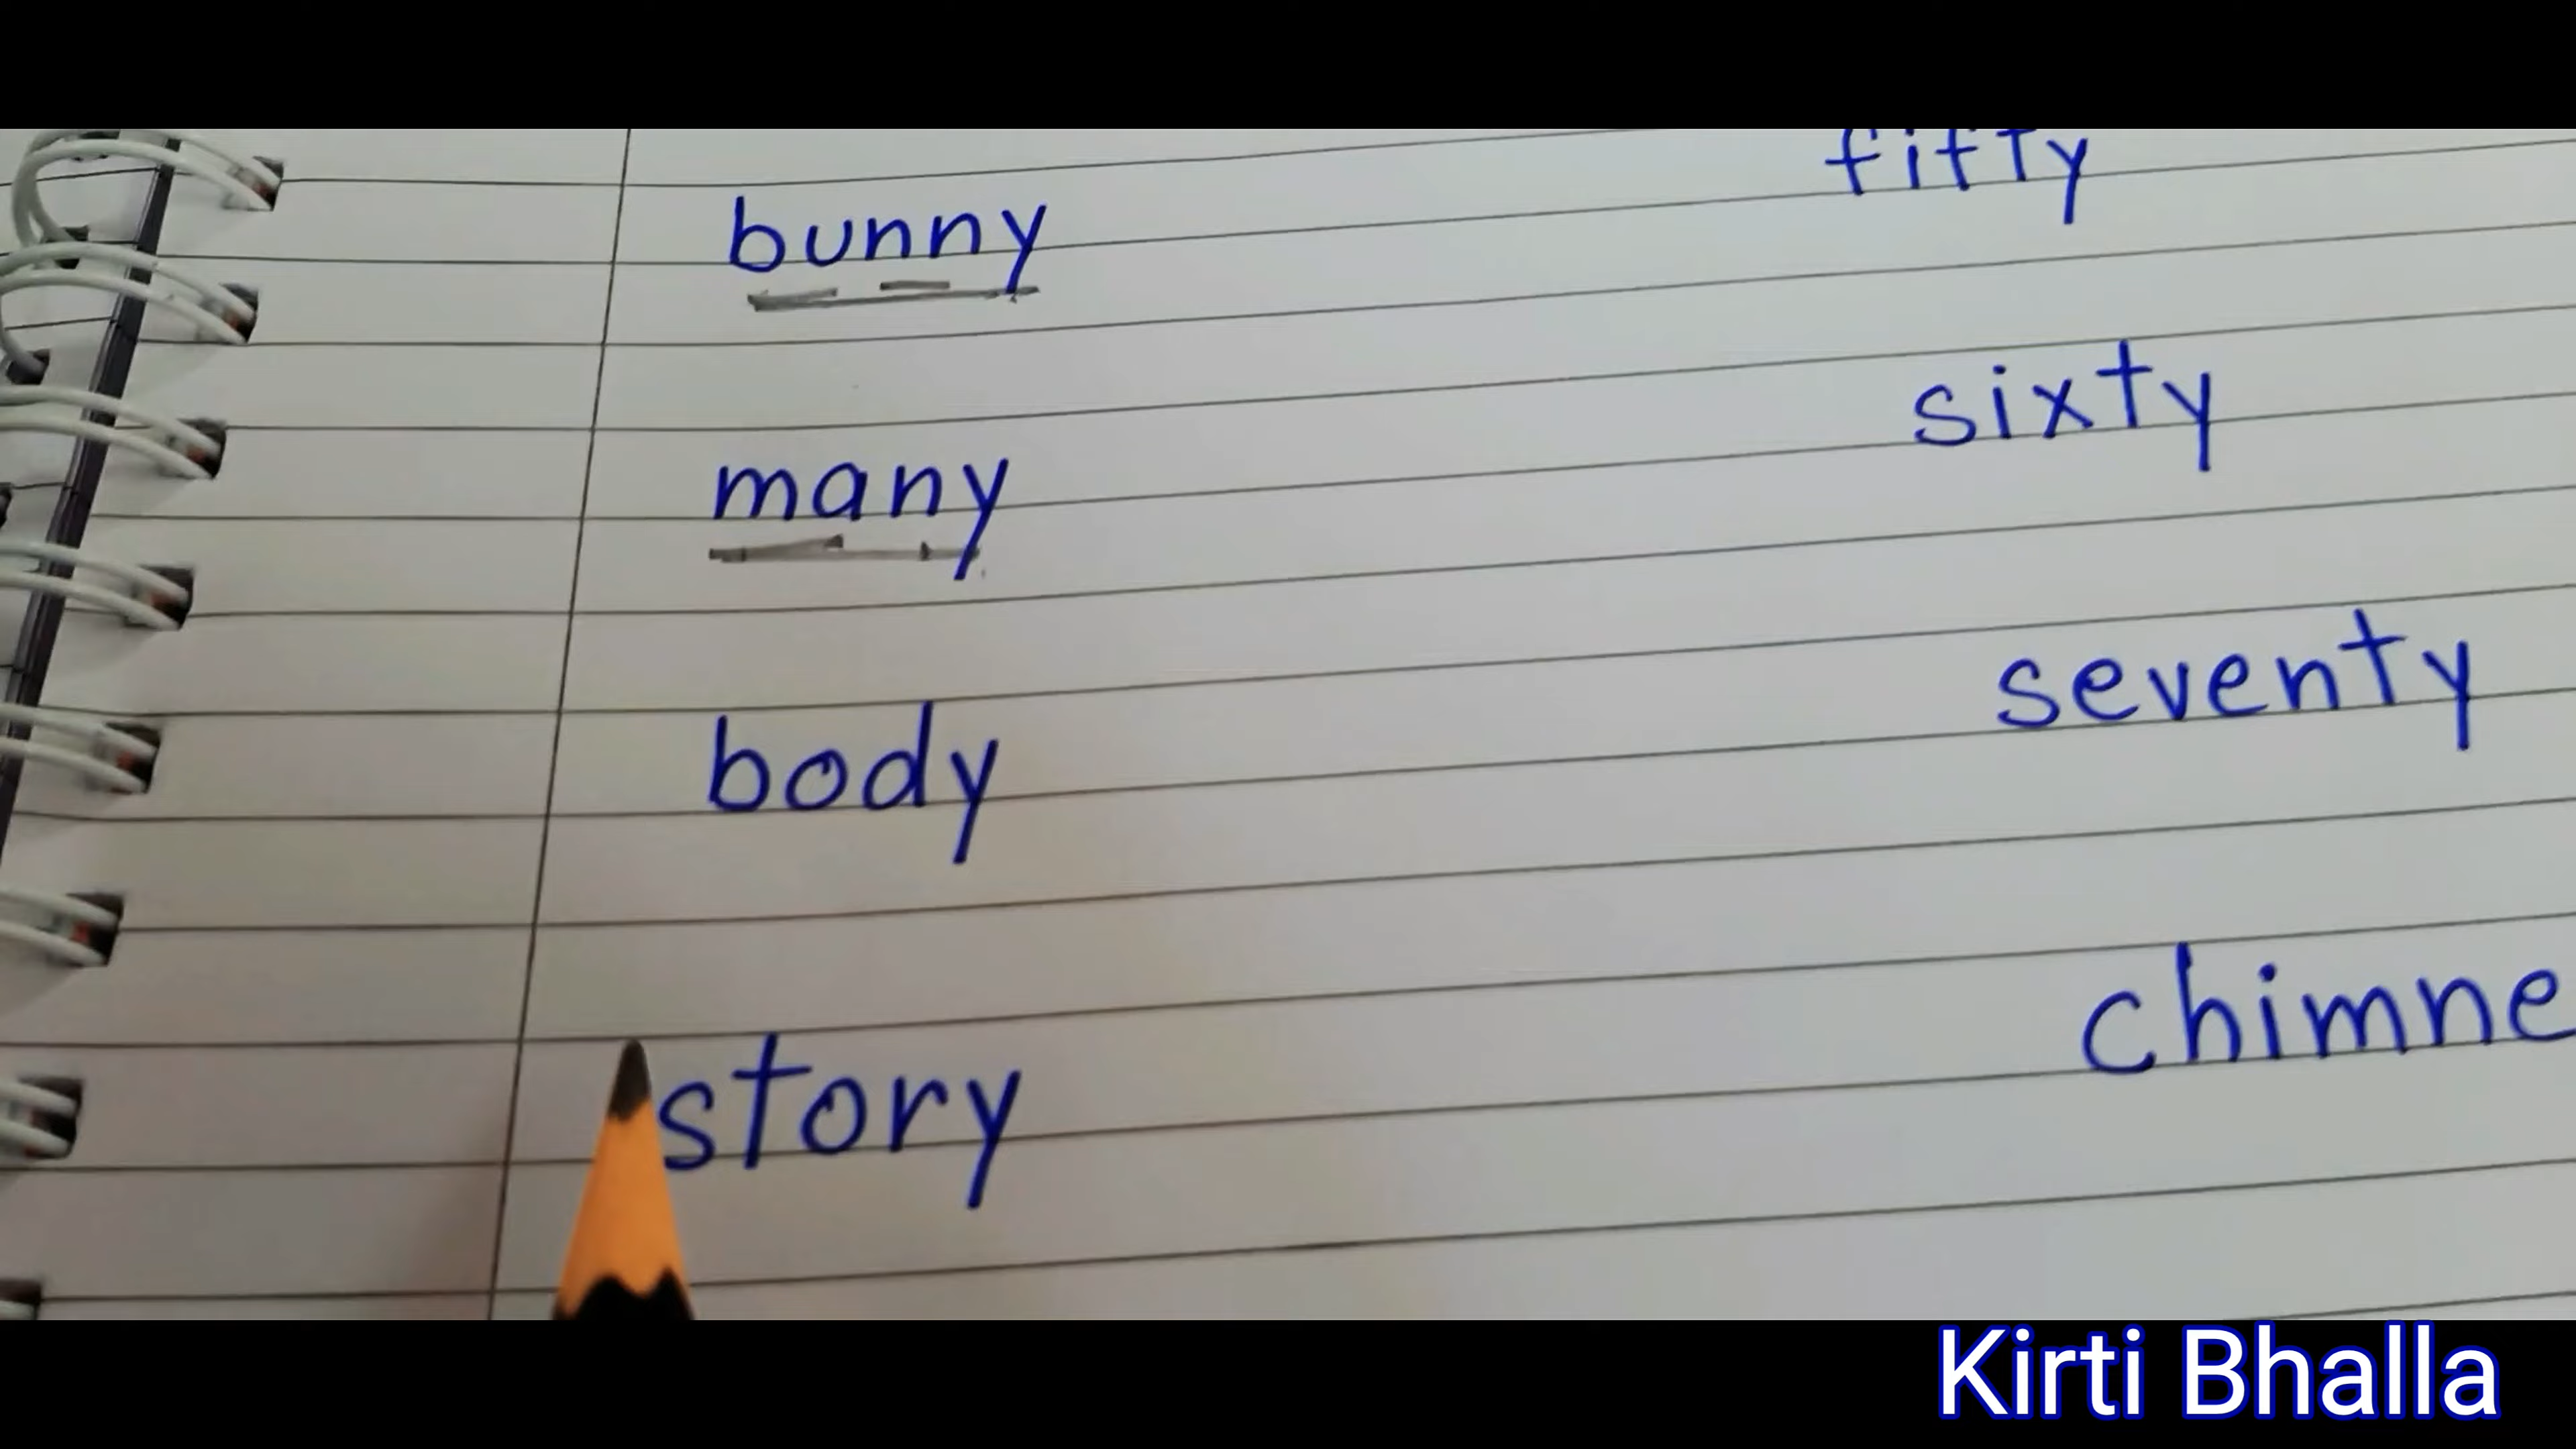 bunny
many
body
story
fifty
sixty
seventy
chimne
Kirti Bhalla